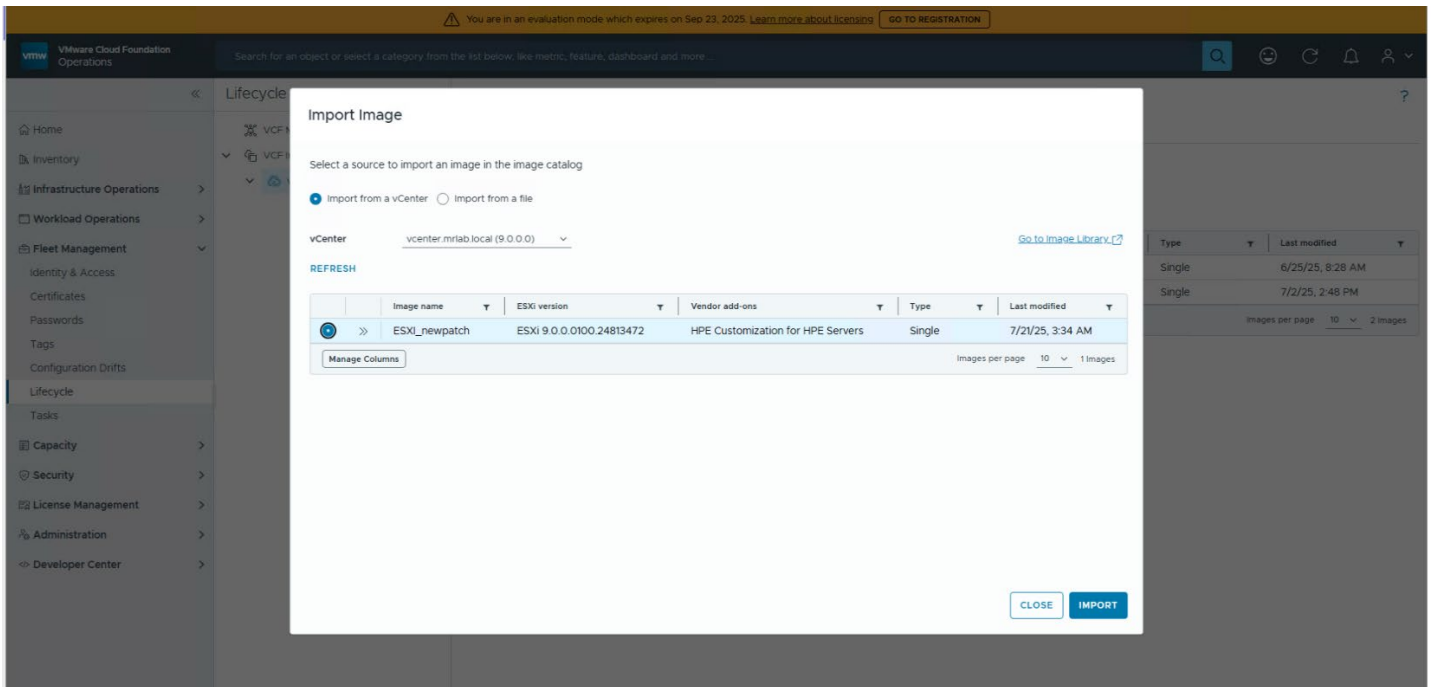 You are in an evaluation mode which expires on Sep 23, 2025. Learn more about licensing GO TO REGISTRATION
vmw VMware Cloud Foundation
Operations
Search for an object or select a category from the list below, like metric, feature, dashboard and more...
Lifecycle
Home
Inventory
Infrastructure Operations
Workload Operations
Fleet Management
Identity & Access
Certificates
Passwords
Tags
Configuration Drifts
Lifecycle
Tasks
Capacity
Security
License Management
Administration
Developer Center
VCF
VCF
Import Image
Select a source to import an image in the image catalog
Import from a vCenter Import from a file
vCenter vcenter.mrlab.local (9.0.0.0) Go to Image Library
REFRESH
Image name ESXi version Vendor add-ons Type Last modified
ESXI_newpatch ESXi 9.0.0.0100.24813472 HPE Customization for HPE Servers Single 7/21/25, 3:34 AM
Manage Columns Images per page 10 1 Images
CLOSE IMPORT
?
Type Last modified
Single 6/25/25, 8:28 AM
Single 7/2/25, 2:48 PM
Images per page 10 2 Images